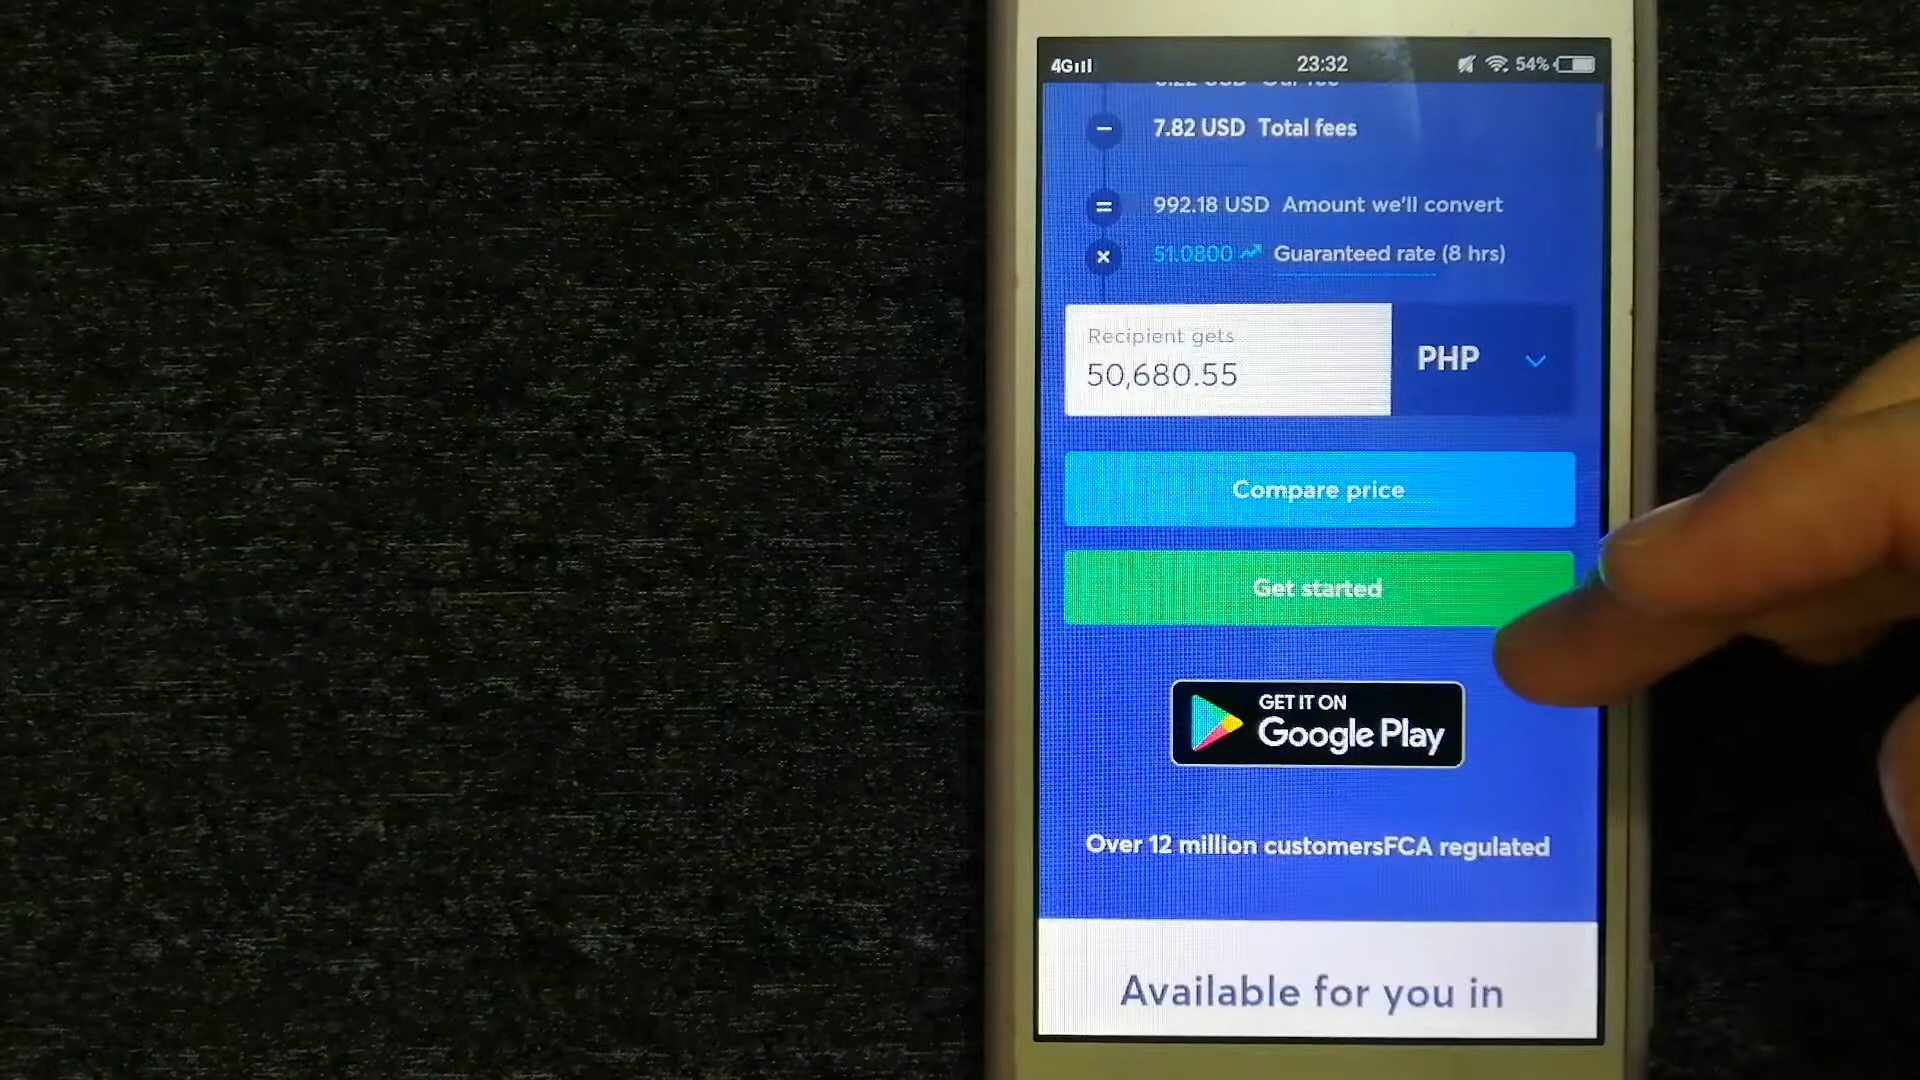 4G 23:32 54%
7.82 USD Total fees
992.18 USD Amount we'll convert
51.0800 Guaranteed rate (8 hrs)
Recipient gets
50,680.55
PHP
Compare price
Get started
GET IT ON
Google Play
Over 12 million customersFCA regulated
Available for you in